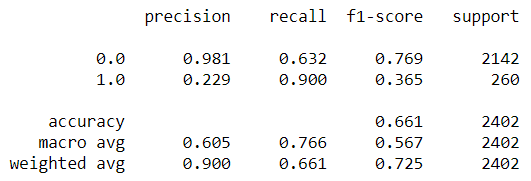 precision recall f1-score support
0.0 0.981 0.632 0.769 2142
1.0 0.229 0.900 0.365 260
accuracy 0.661 2402
macro avg 0.605 0.766 0.567 2402
weighted avg 0.900 0.661 0.725 2402